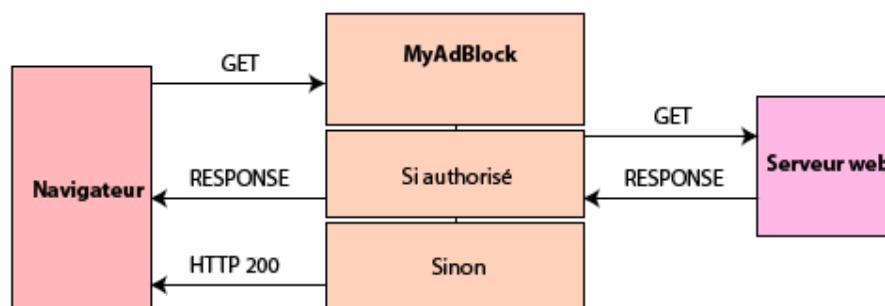 MyAdBlock
GET
GET
Navigateur
RESPONSE
Si authorisé
RESPONSE
Serveur web
HTTP 200
Sinon